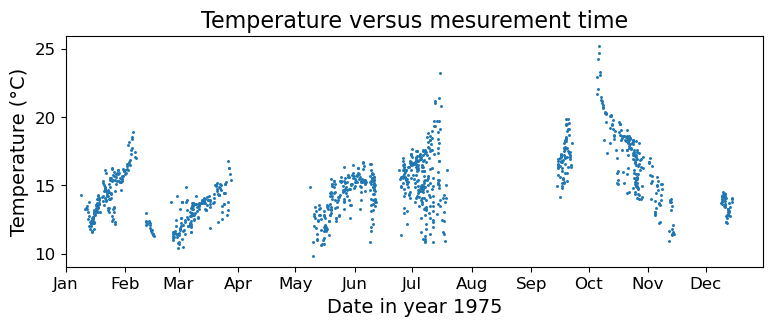 Temperature versus mesurement time
Temperature (°C)
25
20
15
10
Jan Feb Mar Apr May Jun Jul Aug Sep Oct Nov Dec
Date in year 1975